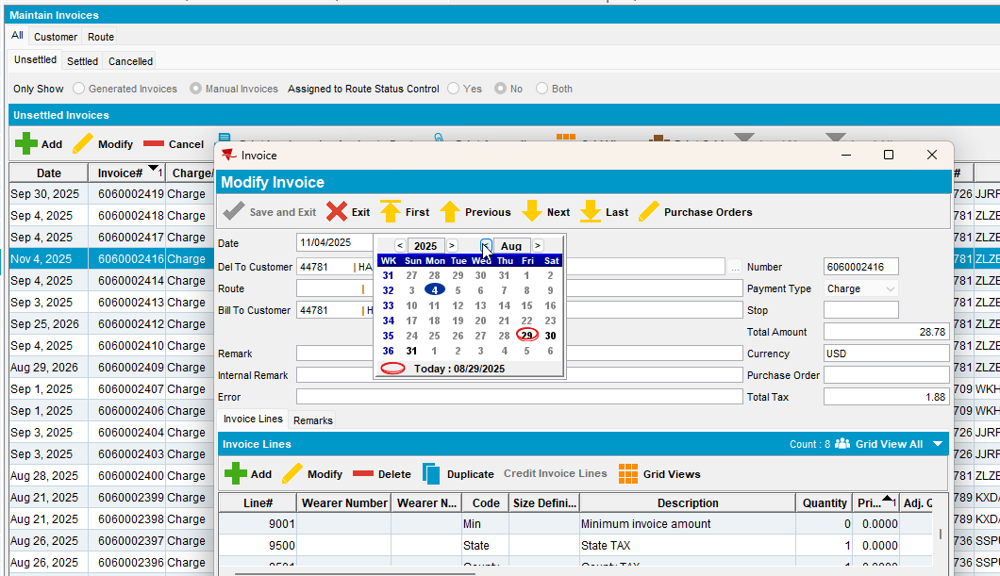 Maintain Invoices
All Customer Route
Unsettled Settled Cancelled
Only Show Generated Invoices Manual Invoices Assigned to Route Status Control Yes No Both
Unsettled Invoices
Add Modify Cancel
Date Invoice# 1 Charge/ #
Sep 30, 2025 6060002419 Charge 726 JJRF
Sep 4, 2025 6060002418 Charge 781 ZLZE
Sep 4, 2025 6060002417 Charge 781 ZLZE
Nov 4, 2025 6060002416 Charge 781 ZLZE
Sep 4, 2025 6060002414 Charge 781 ZLZE
Sep 3, 2025 6060002413 Charge 781 ZLZE
Sep 25, 2026 6060002412 Charge 781 ZLZE
Sep 4, 2025 6060002410 Charge 781 ZLZE
Aug 29, 2026 6060002409 Charge 781 ZLZE
Sep 1, 2025 6060002407 Charge 709 WKH
Sep 1, 2025 6060002406 Charge 709 WKH
Sep 3, 2025 6060002404 Charge 726 JJRF
Sep 3, 2025 6060002403 Charge 726 JJRF
Aug 28, 2025 6060002400 Charge 781 ZLZE
Aug 21, 2025 6060002399 Charge 789 KXDA
Aug 21, 2025 6060002398 Charge 789 KXDA
Aug 26, 2025 6060002397 Charge 736 SSPU
Aug 26, 2025 6060002396 Charge 736 SSPU
Invoice
Modify Invoice
Save and Exit Exit First Previous Next Last Purchase Orders
Date 11/04/2025
Del To Customer 44781 HA ... Number 6060002416
Route Payment Type Charge
Bill To Customer 44781 H Stop
Total Amount 28.78
Remark Currency USD
Internal Remark Purchase Order
Error Total Tax 1.88
< 2025 > < Aug >
WK Sun Mon Tue Wed Thu Fri Sat
31 27 28 29 30 31 1 2
32 3 4 5 6 7 8 9
33 10 11 12 13 14 15 16
34 17 18 19 20 21 22 23
35 24 25 26 27 28 29 30
36 31 1 2 3 4 5 6
Today : 08/29/2025
Invoice Lines Remarks
Invoice Lines Count : 8 Grid View All
Add Modify Delete Duplicate Credit Invoice Lines Grid Views
Line# Wearer Number Wearer N... Code Size Defini... Description Quantity Pri... 1 Adj. Q
9001 Min Minimum invoice amount 0 0.0000
9500 State State TAX 1 0.0000